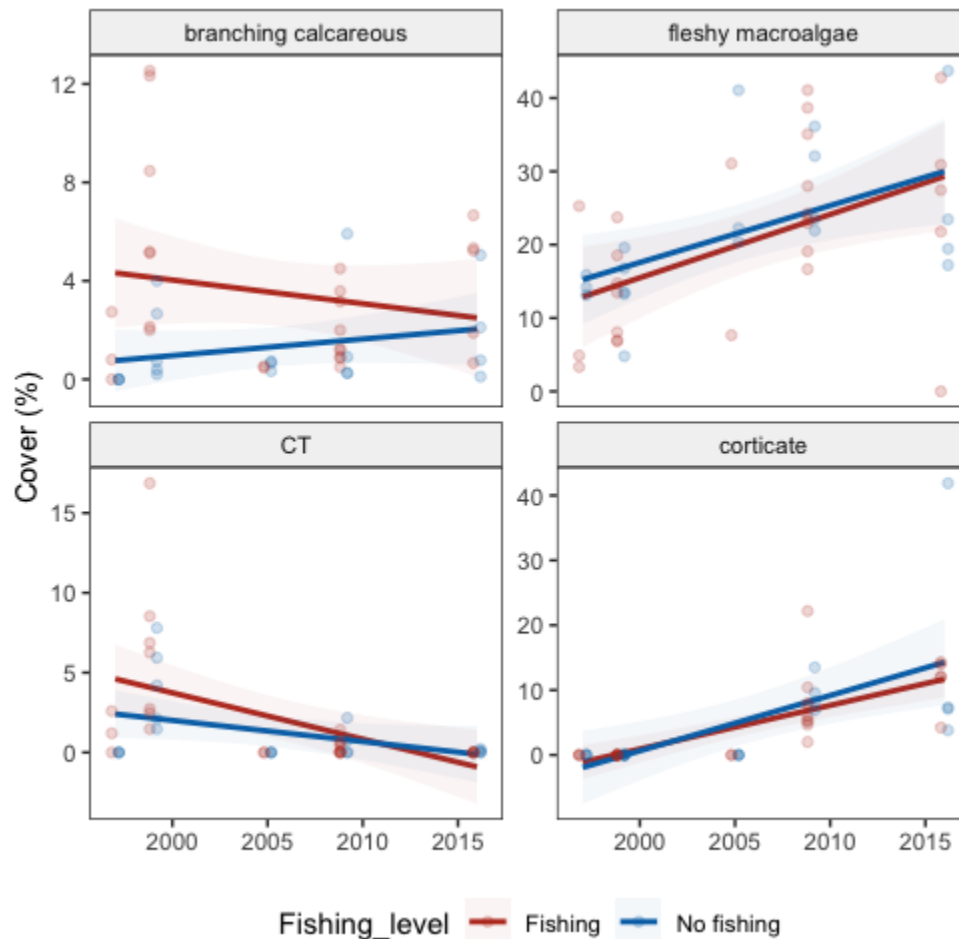 branching calcareous
fleshy macroalgae
12
8
4
0
40
30
20
10
0
Cover (%)
CT
corticate
15
10
5
0
40
30
20
10
0
2000 2005 2010 2015
2000 2005 2010 2015
Fishing_level Fishing No fishing